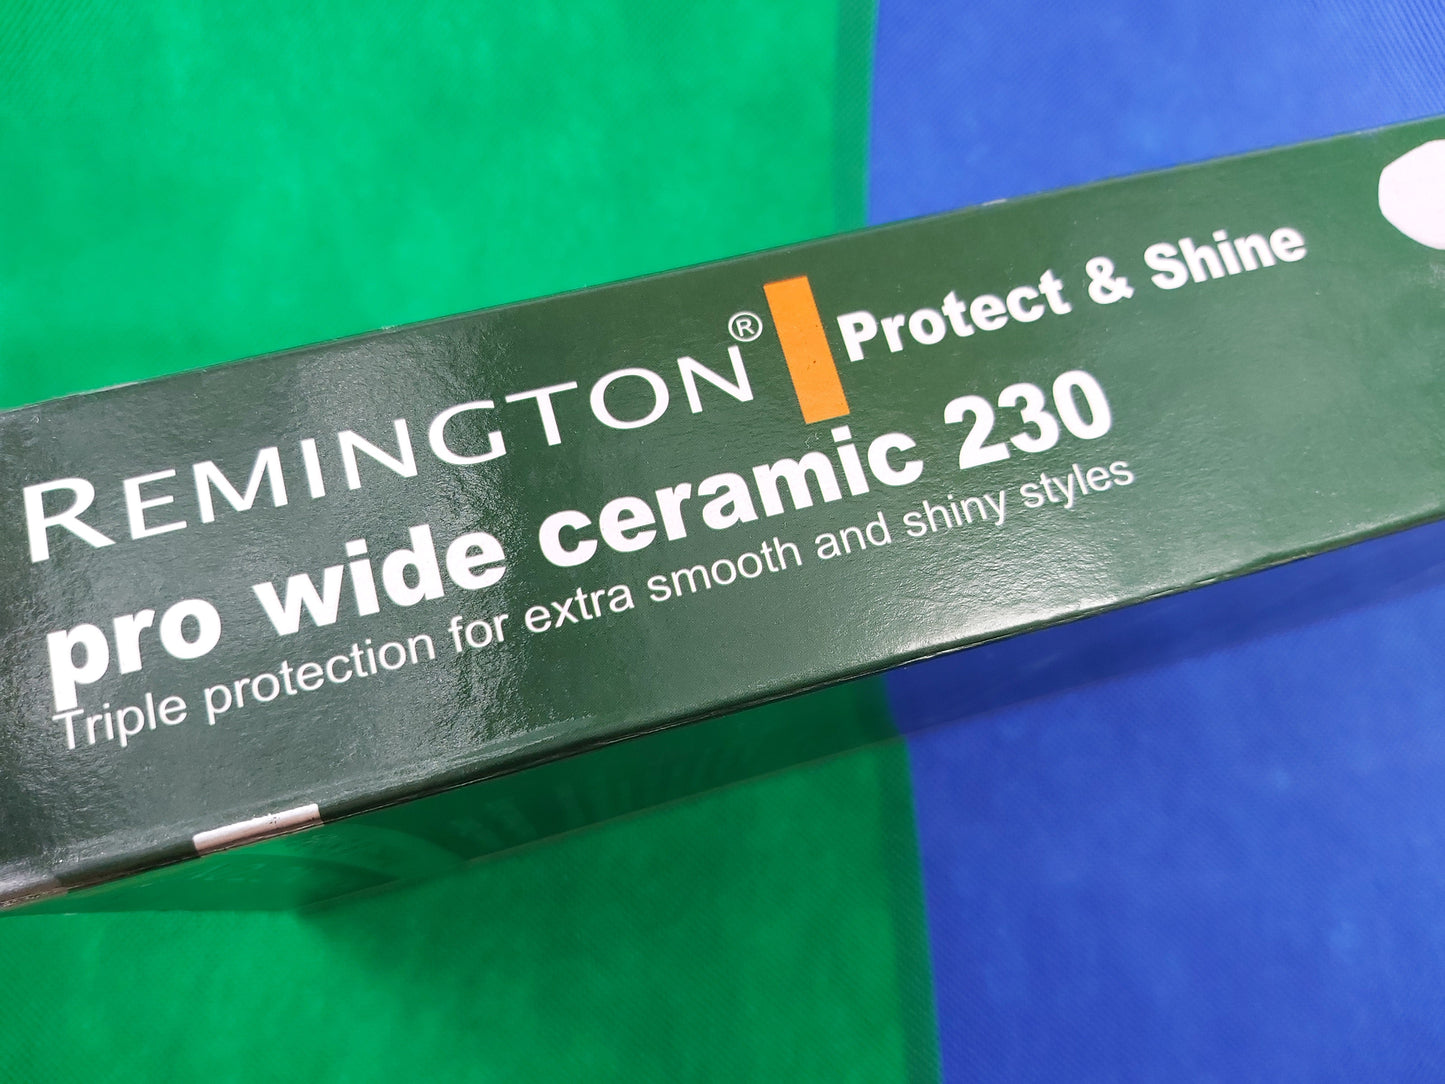 REMINGTON® Protect & Shine
pro wide ceramic 230
Triple protection for extra smooth and shiny styles